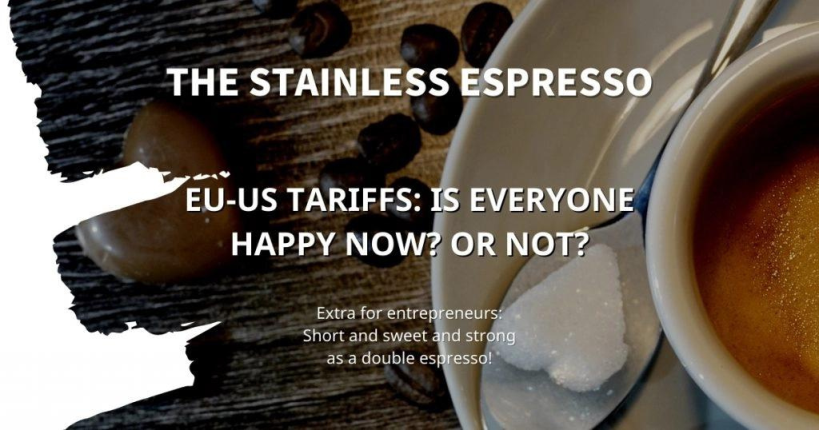 THE STAINLESS ESPRESSO
EU-US TARIFFS: IS EVERYONE
HAPPY NOW? OR NOT?
Extra for entrepreneurs:
Short and sweet and strong
as a double espresso!